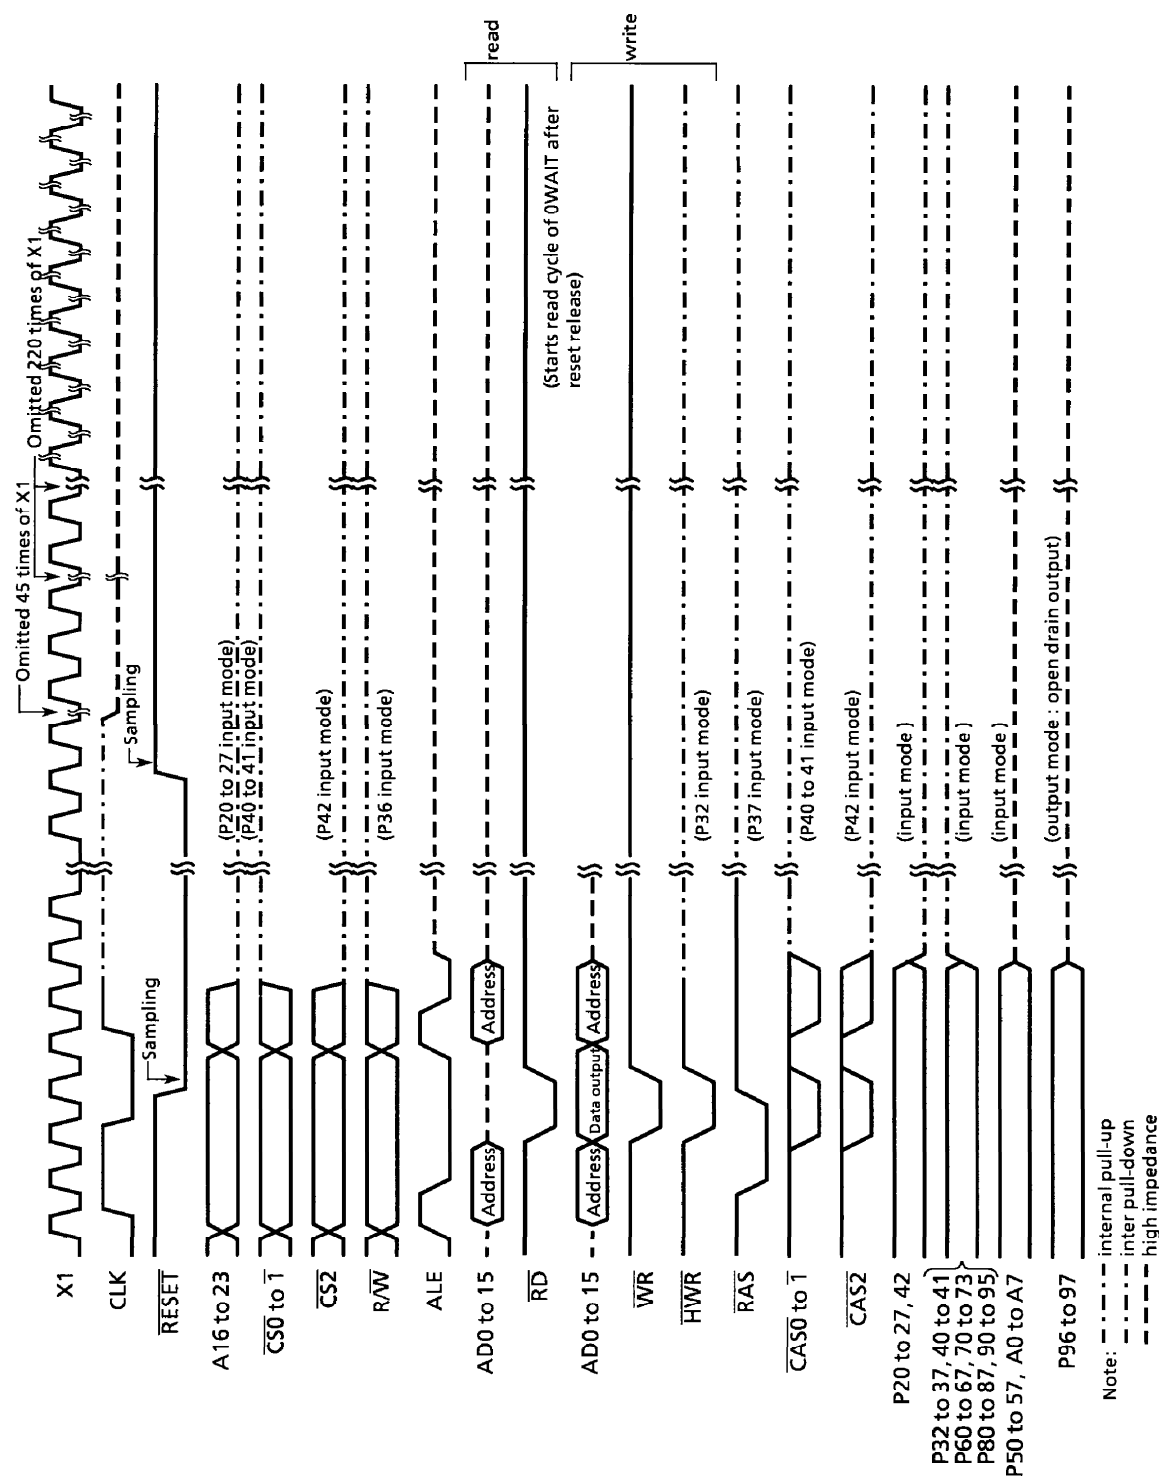 Omitted 45 times of X1
Omitted 220 times of X1
X1
CLK
Sampling
Sampling
RESET
A16 to 23
(P20 to 27 input mode)
CS0 to 1
(P40 to 41 input mode)
CS2
(P42 input mode)
R/W
(P36 input mode)
ALE
AD0 to 15
Address
Address
read
RD
(Starts read cycle of 0WAIT after
reset release)
AD0 to 15
Address
Data output
Address
write
WR
HWR
(P32 input mode)
RAS
(P37 input mode)
CAS0 to 1
(P40 to 41 input mode)
CAS2
(P42 input mode)
P20 to 27, 42
(input mode )
P32 to 37, 40 to 41
P60 to 67, 70 to 73
P80 to 87, 90 to 95
(input mode )
P50 to 57, A0 to A7
(input mode )
P96 to 97
(output mode : open drain output)
Note:
internal pull-up
inter pull-down
high impedance